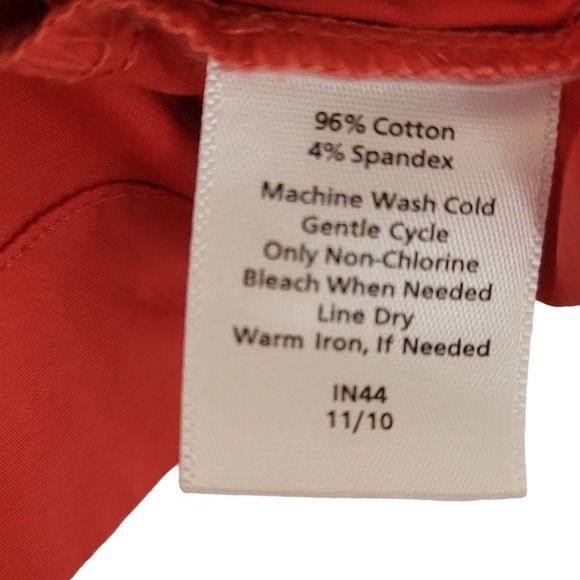 96% Cotton
4% Spandex
Machine Wash Cold
Gentle Cycle
Only Non-Chlorine
Bleach When Needed
Line Dry
Warm Iron, If Needed
IN44
11/10